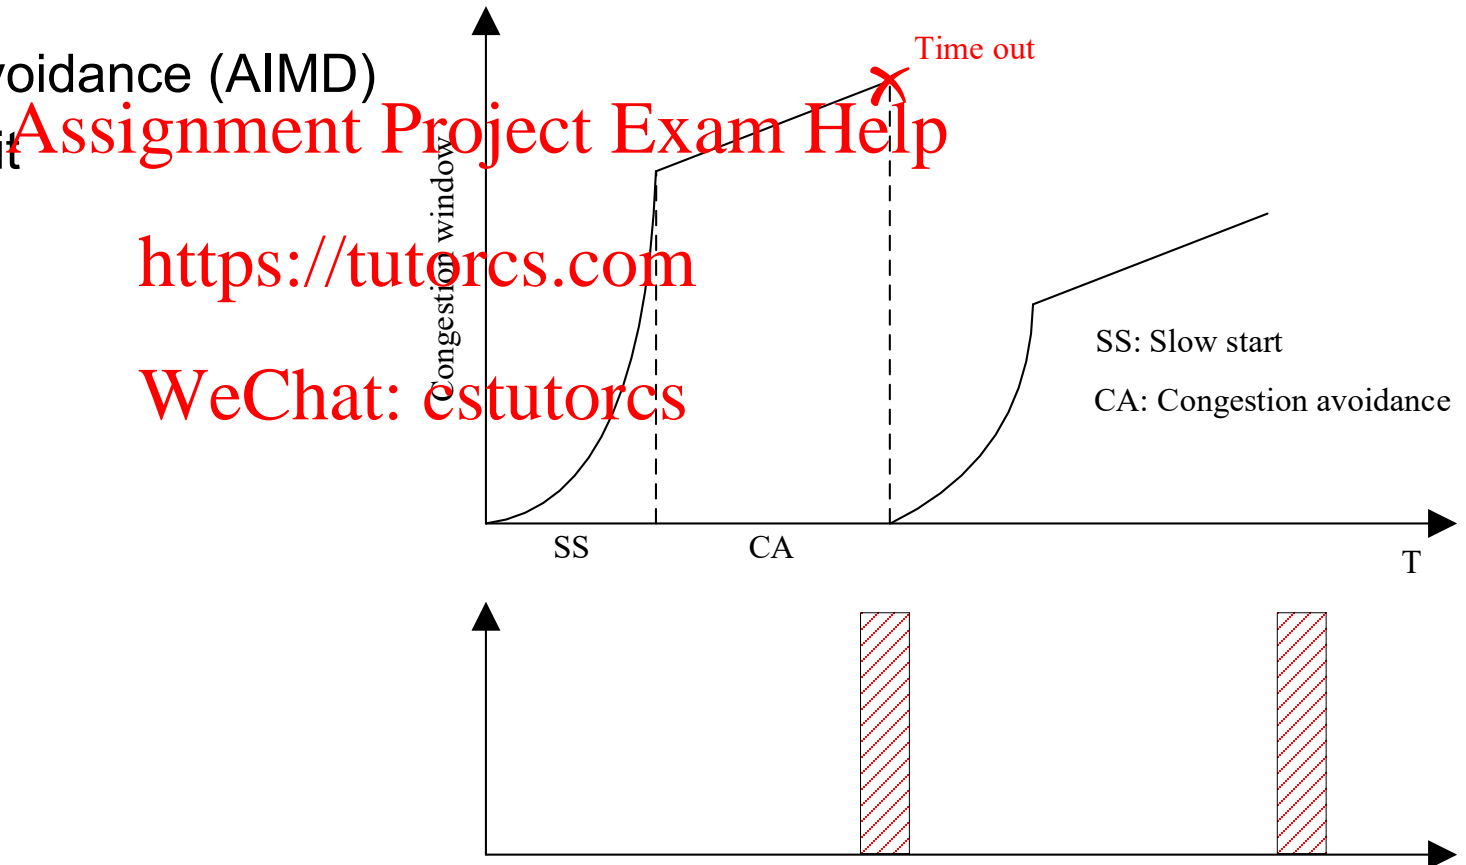 Time out
voidance (AIMD)
it
Assignment Project Exam Help
Congestion window
https://tutorcs.com
WeChat: cstutorcs
SS: Slow start
CA: Congestion avoidance
SS
CA
T